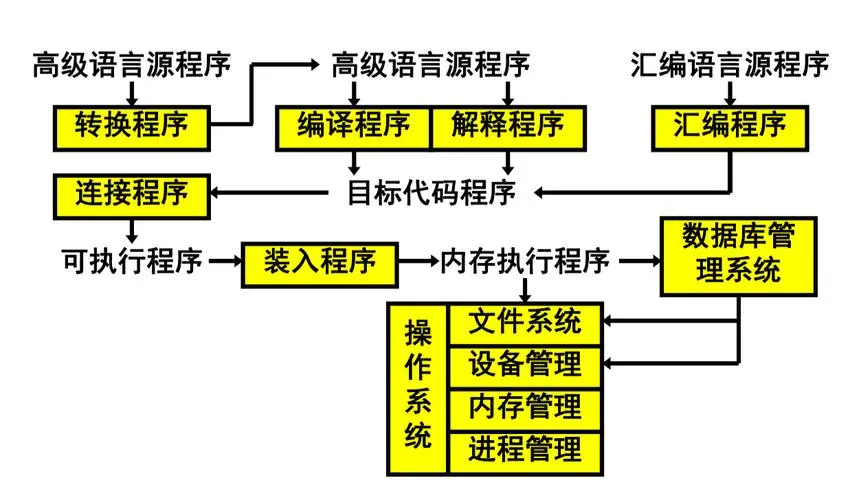 高级语言源程序
高级语言源程序
汇编语言源程序
转换程序
编译程序
解释程序
汇编程序
连接程序
目标代码程序
可执行程序
装入程序
内存执行程序
数据库管
理系统
操作系统
文件系统
设备管理
内存管理
进程管理